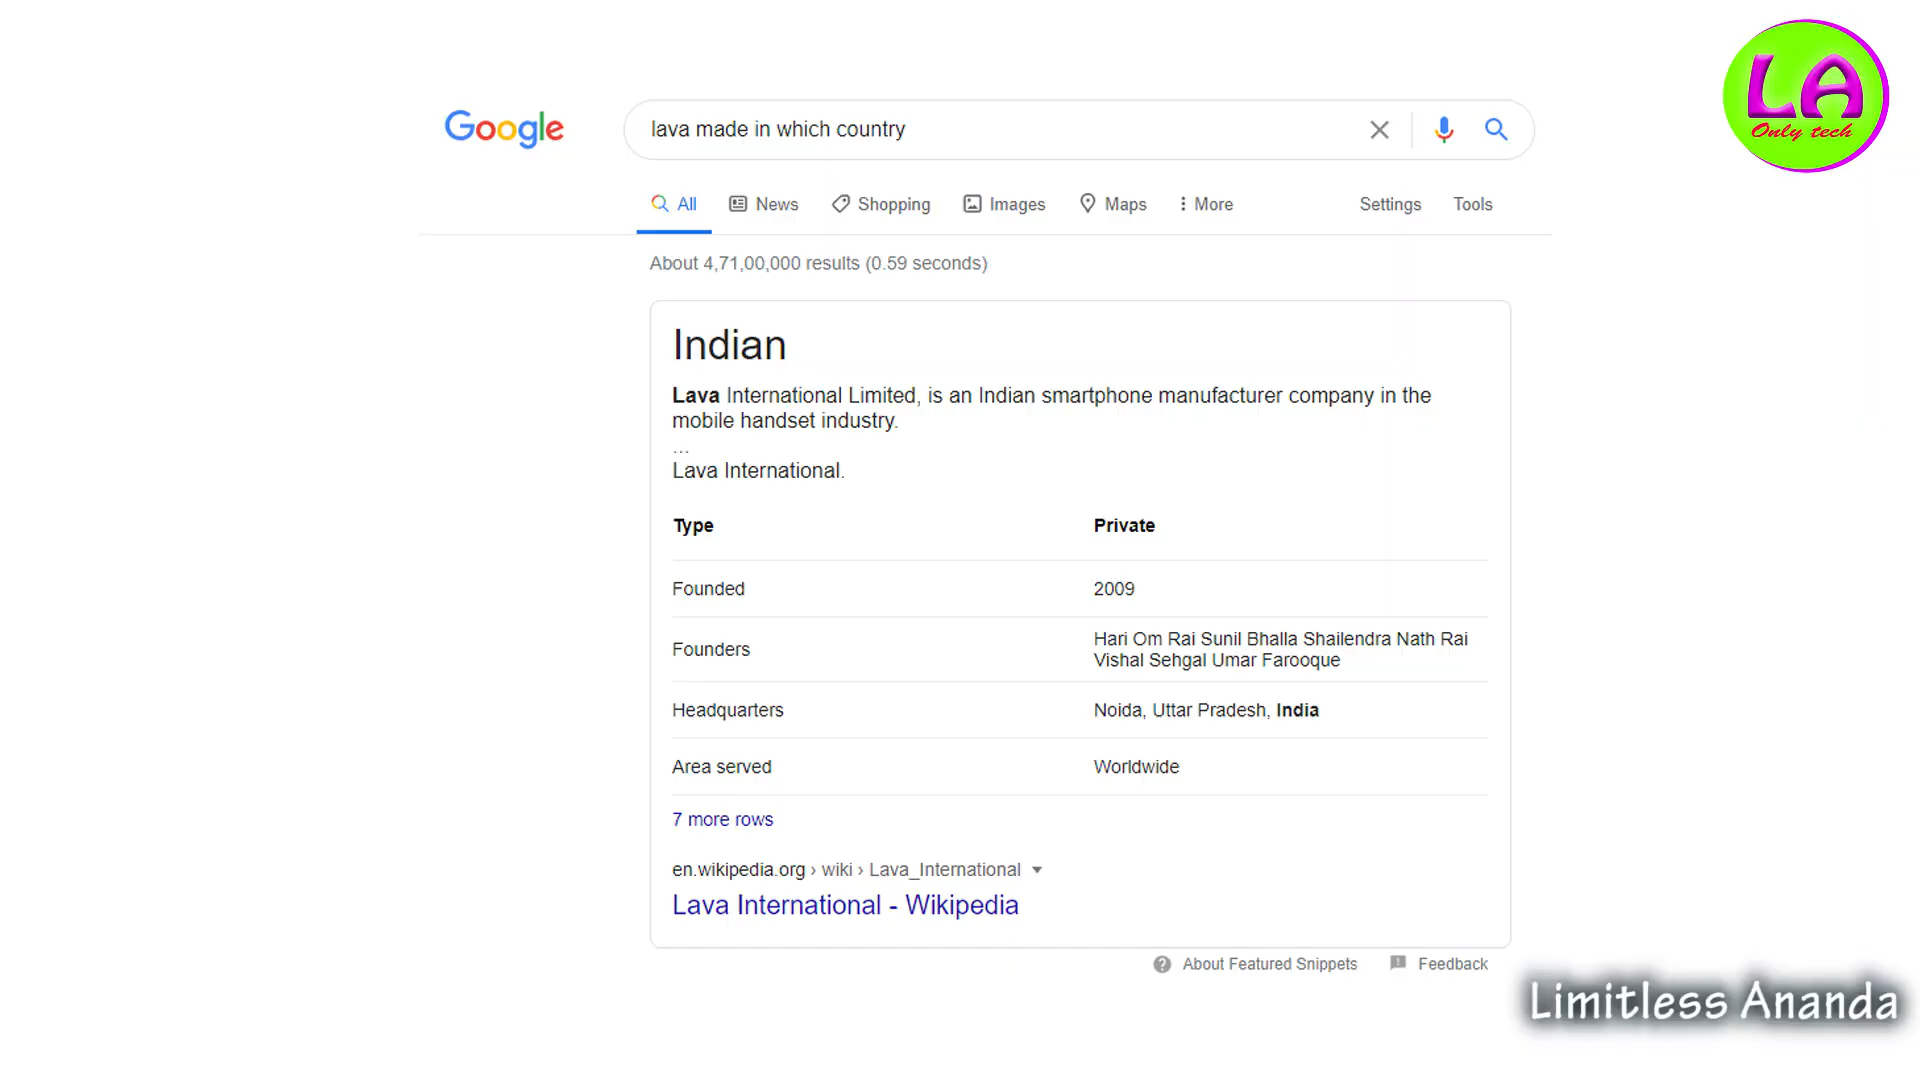 LA
Only tech
Google
lava made in which country
All News Shopping Images Maps More Settings Tools
About 4,71,00,000 results (0.59 seconds)
Indian
Lava International Limited, is an Indian smartphone manufacturer company in the
mobile handset industry.
...
Lava International.
Type Private
Founded 2009
Founders Hari Om Rai Sunil Bhalla Shailendra Nath Rai
Vishal Sehgal Umar Farooque
Headquarters Noida, Uttar Pradesh, India
Area served Worldwide
7 more rows
en.wikipedia.org › wiki › Lava_International
Lava International - Wikipedia
About Featured Snippets Feedback
Limitless Ananda